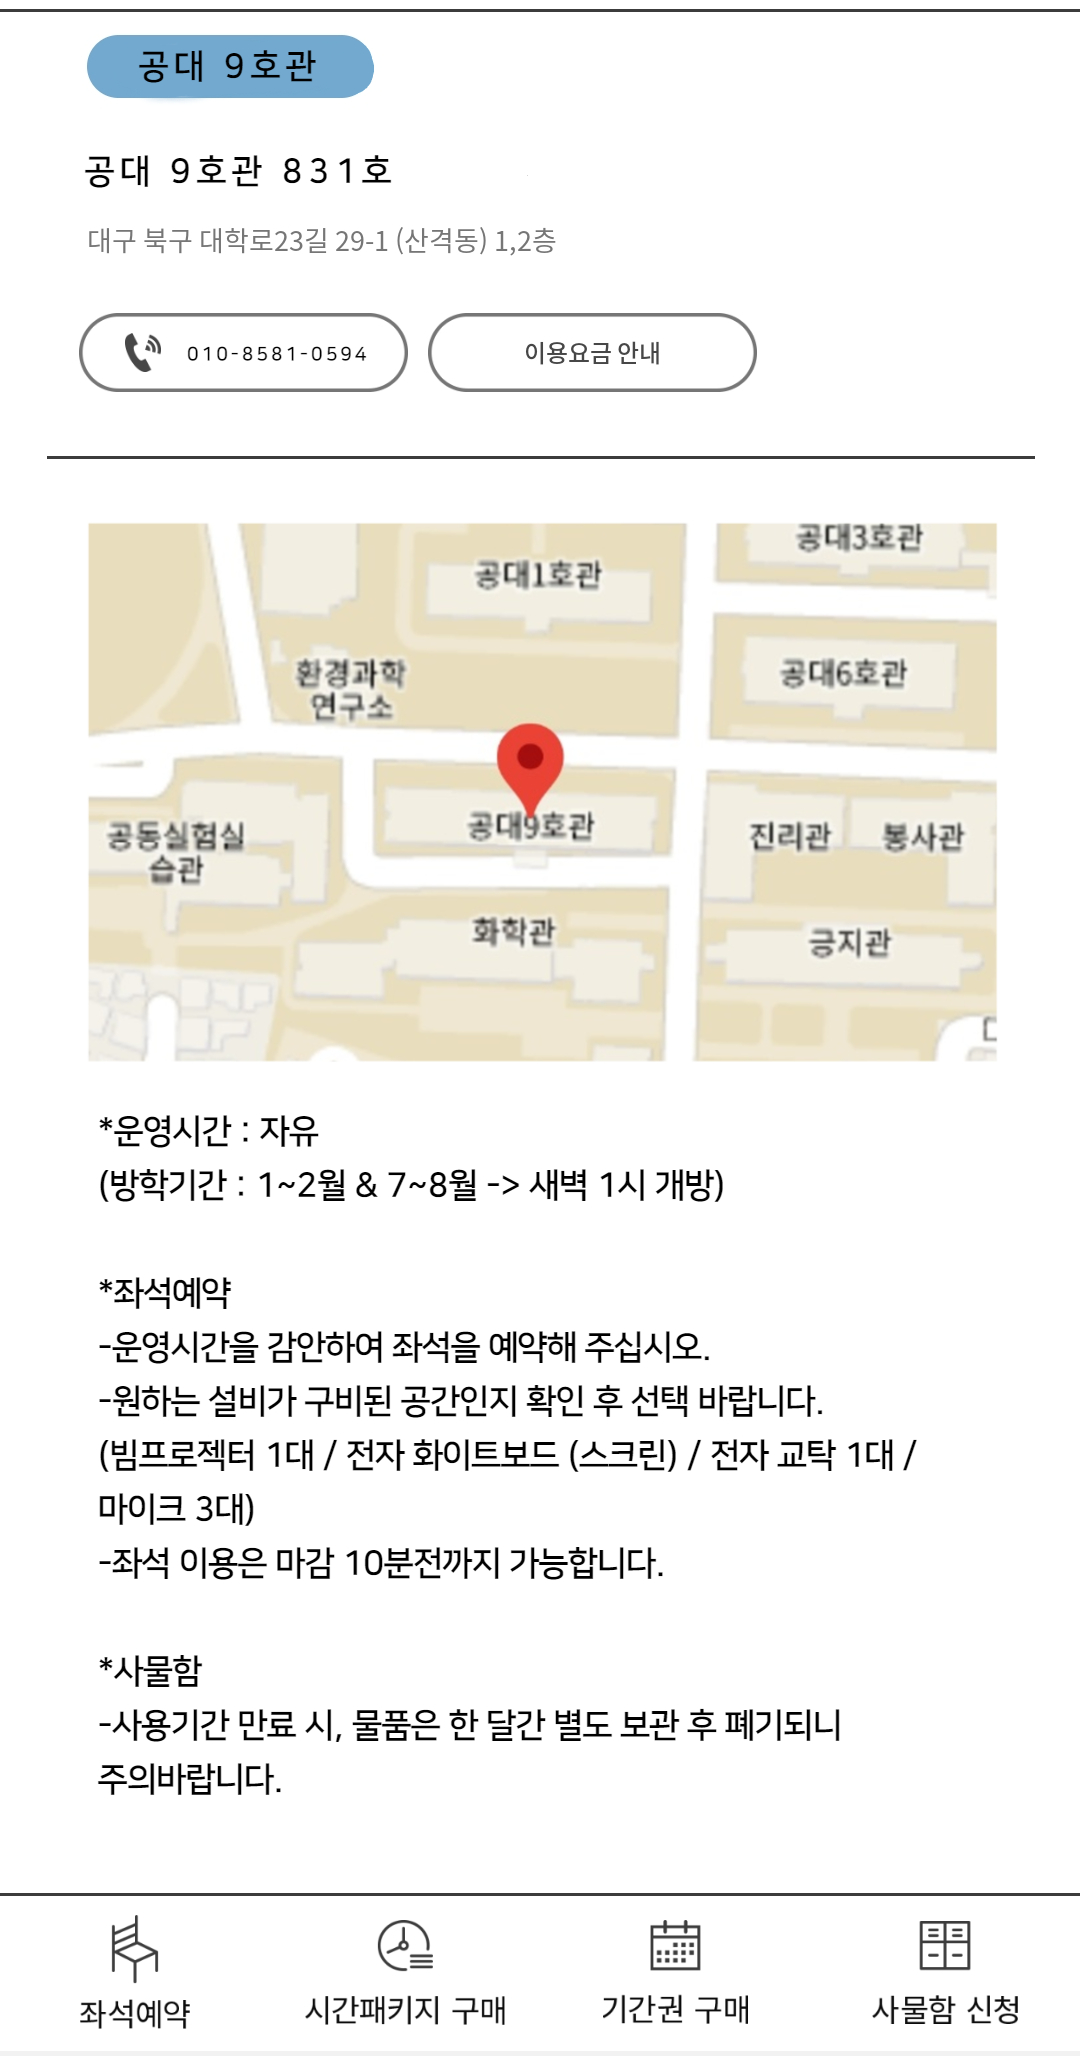 공대 9호관
공대 9호관 831호
대구 북구 대학로23길 29-1 (산격동) 1,2층
010-8581-0594
이용요금 안내
공대3호관
공대1호관
공대6호관
환경과학
연구소
공대9호관
공동실험실
습관
진리관
봉사관
화학관
긍지관
*운영시간 : 자유
(방학기간 : 1~2월 & 7~8월 -> 새벽 1시 개방)
*좌석예약
-운영시간을 감안하여 좌석을 예약해 주십시오.
-원하는 설비가 구비된 공간인지 확인 후 선택 바랍니다.
(빔프로젝터 1대 / 전자 화이트보드 (스크린) / 전자 교탁 1대 /
마이크 3대)
-좌석 이용은 마감 10분전까지 가능합니다.
*사물함
-사용기간 만료 시, 물품은 한 달간 별도 보관 후 폐기되니
주의바랍니다.
좌석예약
시간패키지 구매
기간권 구매
사물함 신청